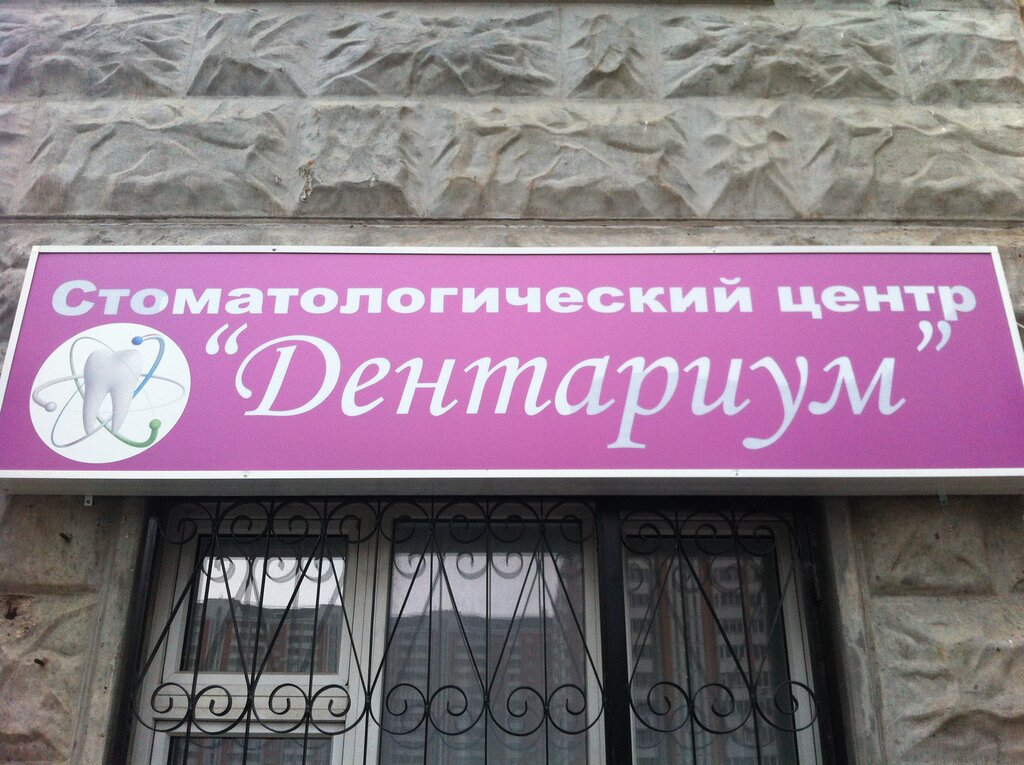 Стоматологический центр
"Дентариум"